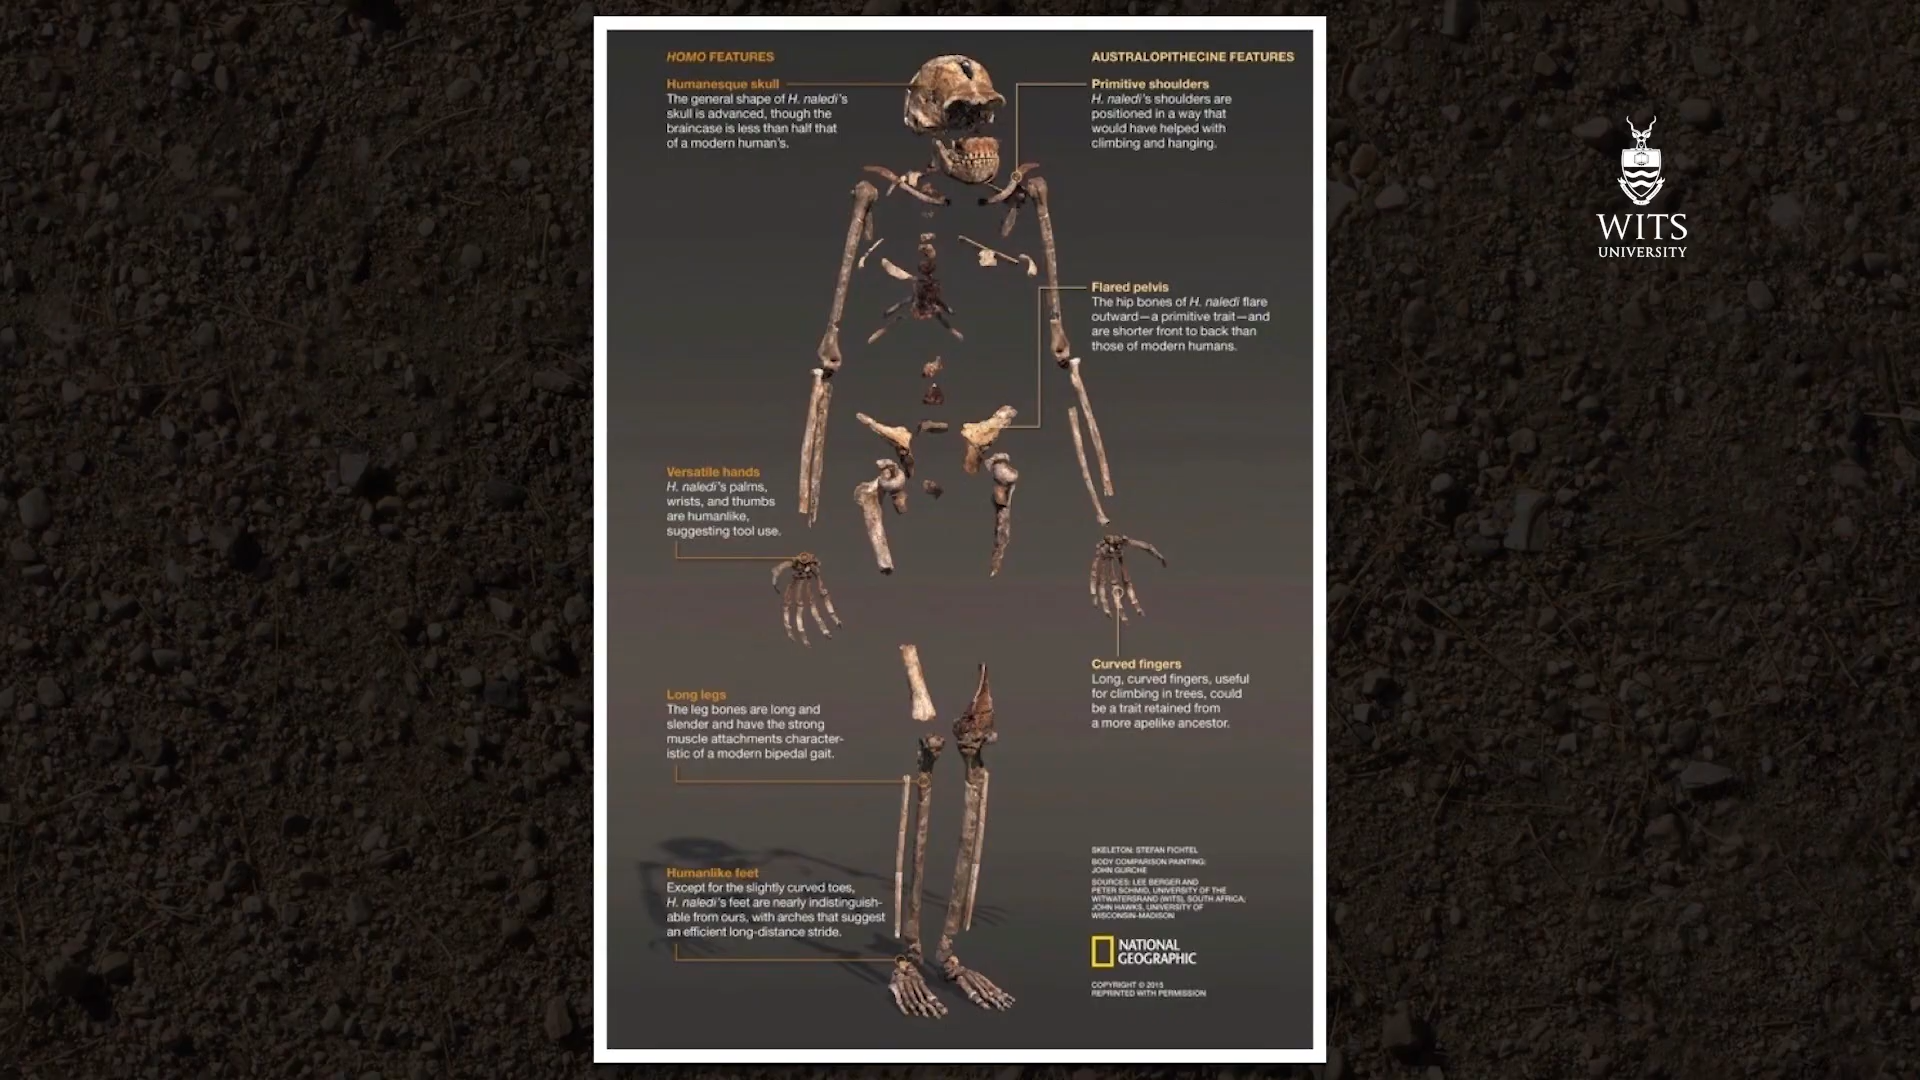 HOMO FEATURES
Humanesque skull
The general shape of H. naledi's
skull is advanced, though the
braincase is less than half that
of a modern human's.
Versatile hands
H. naledi's palms,
wrists, and thumbs
are humanlike,
suggesting tool use.
Long legs
The leg bones are long and
slender and have the strong
muscle attachments character-
istic of a modern bipedal gait.
Humanlike feet
Except for the slightly curved toes,
H. naledi's feet are nearly indistinguish-
able from ours, with arches that suggest
an efficient long-distance stride.
AUSTRALOPITHECINE FEATURES
Primitive shoulders
H. naledi's shoulders are
positioned in a way that
would have helped with
climbing and hanging.
Flared pelvis
The hip bones of H. naledi flare
outward—a primitive trait—and
are shorter front to back than
those of modern humans.
Curved fingers
Long, curved fingers, useful
for climbing in trees, could
be a trait retained from
a more apelike ancestor.
SKELETON: STEFAN FICHTEL
BODY COMPARISON PAINTING:
JOHN GURCHE
SOURCES: LEE BERGER AND
PETER SCHMID, UNIVERSITY OF THE
WITWATERSRAND (WITS), SOUTH AFRICA;
JOHN HAWKS, UNIVERSITY OF
WISCONSIN-MADISON
NATIONAL
GEOGRAPHIC
COPYRIGHT © 2015
REPRINTED WITH PERMISSION
WITS
UNIVERSITY